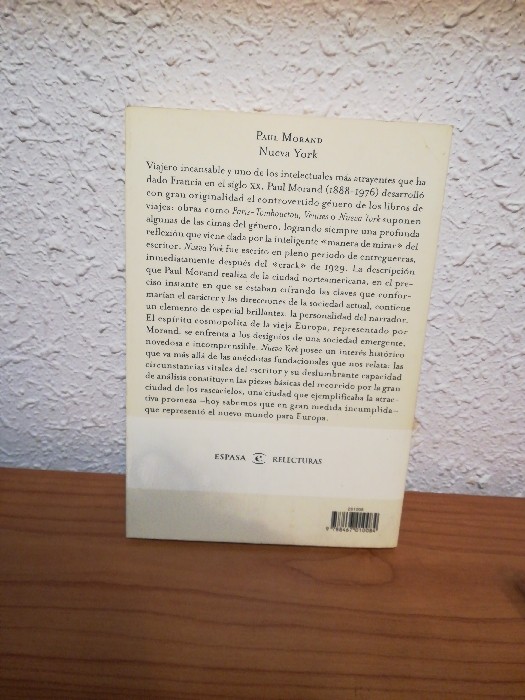 PAUL MORAND
Nueva York
Viajero incansable y uno de los intelectuales más atrayentes que ha
dado Francia en el siglo XX, Paul Morand (1888-1976) desarrolló
con gran originalidad el controvertido género de los libros de
viajes: obras como Paris-Tombouctou, Venises o Nueva York suponen
algunas de las cimas del género, logrando siempre una profunda
reflexión que viene dada por la inteligente «manera de mirar» del
escritor. Nueva York fue escrito en pleno periodo de entreguerras,
inmediatamente después del «crack» de 1929. La descripción
que Paul Morand realiza de la ciudad norteamericana, en el pre-
ciso instante en que se estaban cifrando las claves que confor-
marían el carácter y las direcciones de la sociedad actual, contiene
un elemento de especial brillantez: la personalidad del narrador.
El espíritu cosmopolita de la vieja Europa, representado por
Morand, se enfrenta a los designios de una sociedad emergente,
novedosa e incomprensible. Nueva York posee un interés histórico
que va más allá de las anécdotas fundacionales que nos relata: las
circunstancias vitales del escritor y su deslumbrante capacidad
de análisis constituyen las piezas básicas del recorrido por la gran
ciudad de los rascacielos, una ciudad que ejemplificaba la atrac-
tiva promesa –hoy sabemos que en gran medida incumplida–
que representó el nuevo mundo para Europa.
ESPASA RELECTURAS